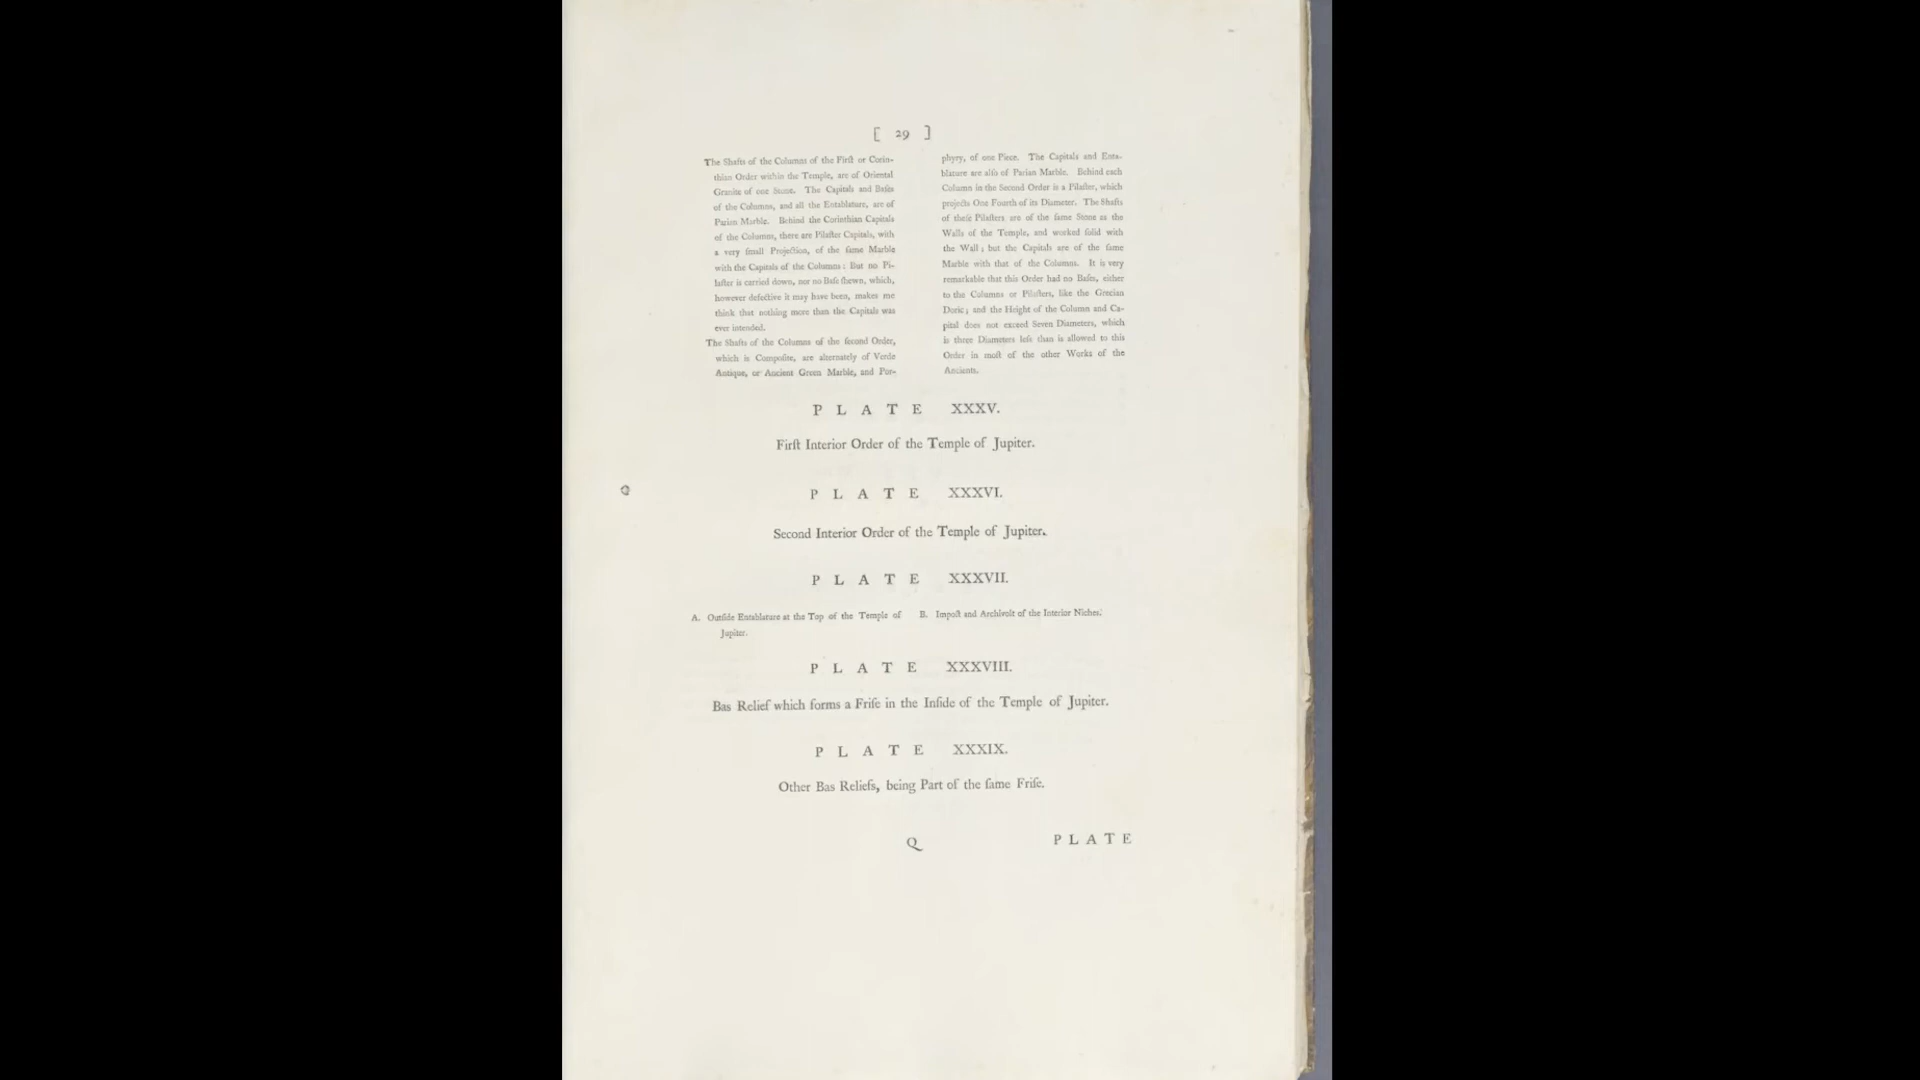 [ 29 ]
The Shafts of the Columns of the Firſt or Corin-
thian Order within the Temple, are of Oriental
Granite of one Stone. The Capitals and Baſes
of the Columns, and all the Entablature, are of
Parian Marble. Behind the Corinthian Capitals
of the Columns, there are Pilaſter Capitals, with
a very ſmall Projection, of the ſame Marble
with the Capitals of the Columns: But no Pi-
laſter is carried down, nor no Baſe ſhewn, which,
however defective it may have been, makes me
think that nothing more than the Capitals was
ever intended.
The Shafts of the Columns of the ſecond Order,
which is Compoſite, are alternately of Verde
Antique, or Ancient Green Marble, and Por-
phyry, of one Piece. The Capitals and Enta-
blature are alſo of Parian Marble. Behind each
Column in the Second Order is a Pilaſter, which
projects One Fourth of its Diameter. The Shafts
of theſe Pilaſters are of the ſame Stone as the
Walls of the Temple, and worked ſolid with
the Wall; but the Capitals are of the ſame
Marble with that of the Columns. It is very
remarkable that this Order had no Baſes, either
to the Columns or Pilaſters, like the Grecian
Doric; and the Height of the Column and Ca-
pital does not exceed Seven Diameters, which
is three Diameters leſs than is allowed to this
Order in moſt of the other Works of the
Ancients.
PLATE XXXV.
Firſt Interior Order of the Temple of Jupiter.
PLATE XXXVI.
Second Interior Order of the Temple of Jupiter.
PLATE XXXVII.
A. Outſide Entablature at the Top of the Temple of
Jupiter.
B. Impoſt and Archivolt of the Interior Niches.
PLATE XXXVIII.
Bas Relief which forms a Friſe in the Inſide of the Temple of Jupiter.
PLATE XXXIX.
Other Bas Reliefs, being Part of the ſame Friſe.
Q PLATE